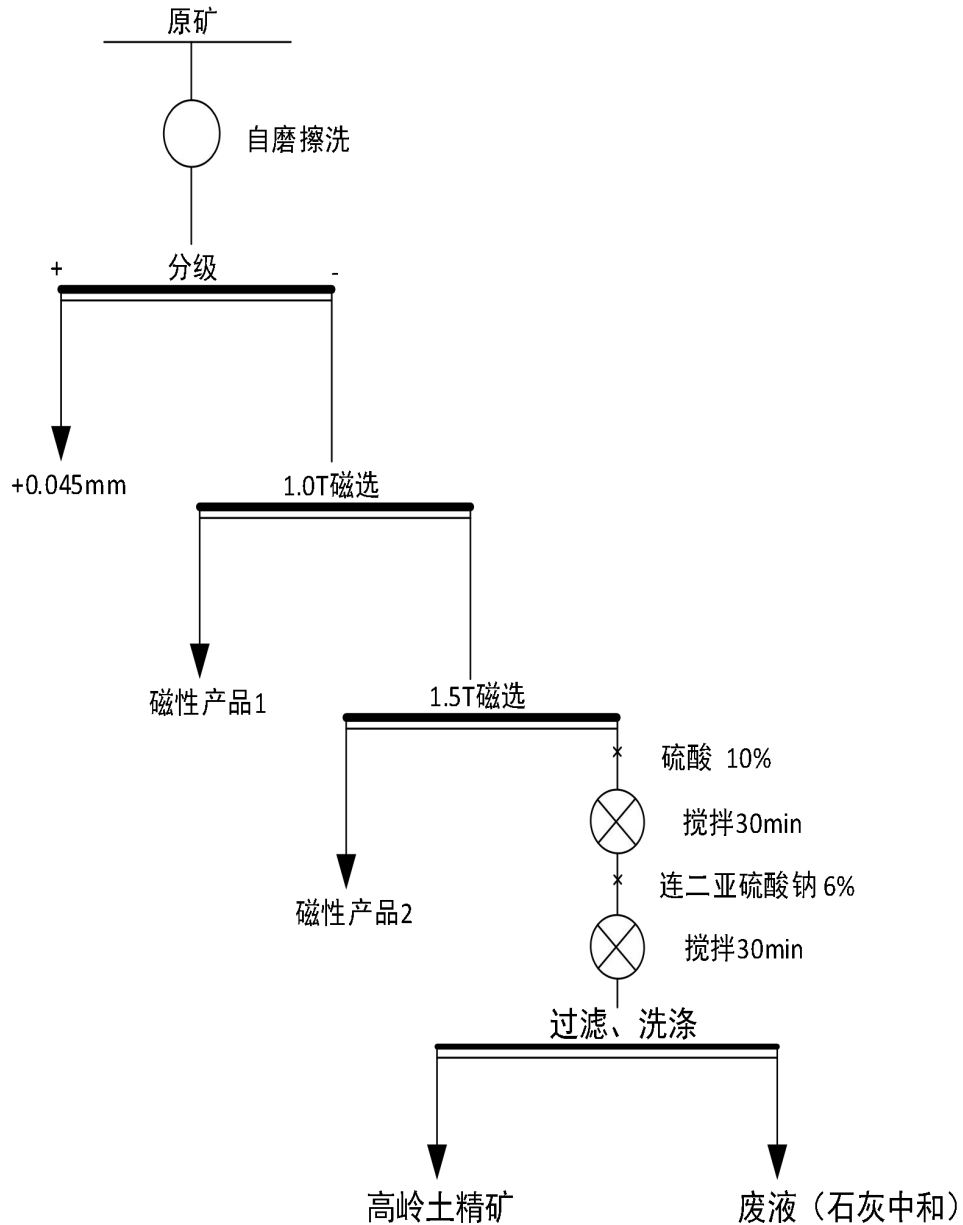 原矿
自磨擦洗
+ 分级 -
+0.045mm
1.0T磁选
磁性产品1
1.5T磁选
硫酸 10%
搅拌30min
连二亚硫酸钠 6%
磁性产品2
搅拌30min
过滤、洗涤
高岭土精矿
废液（石灰中和）